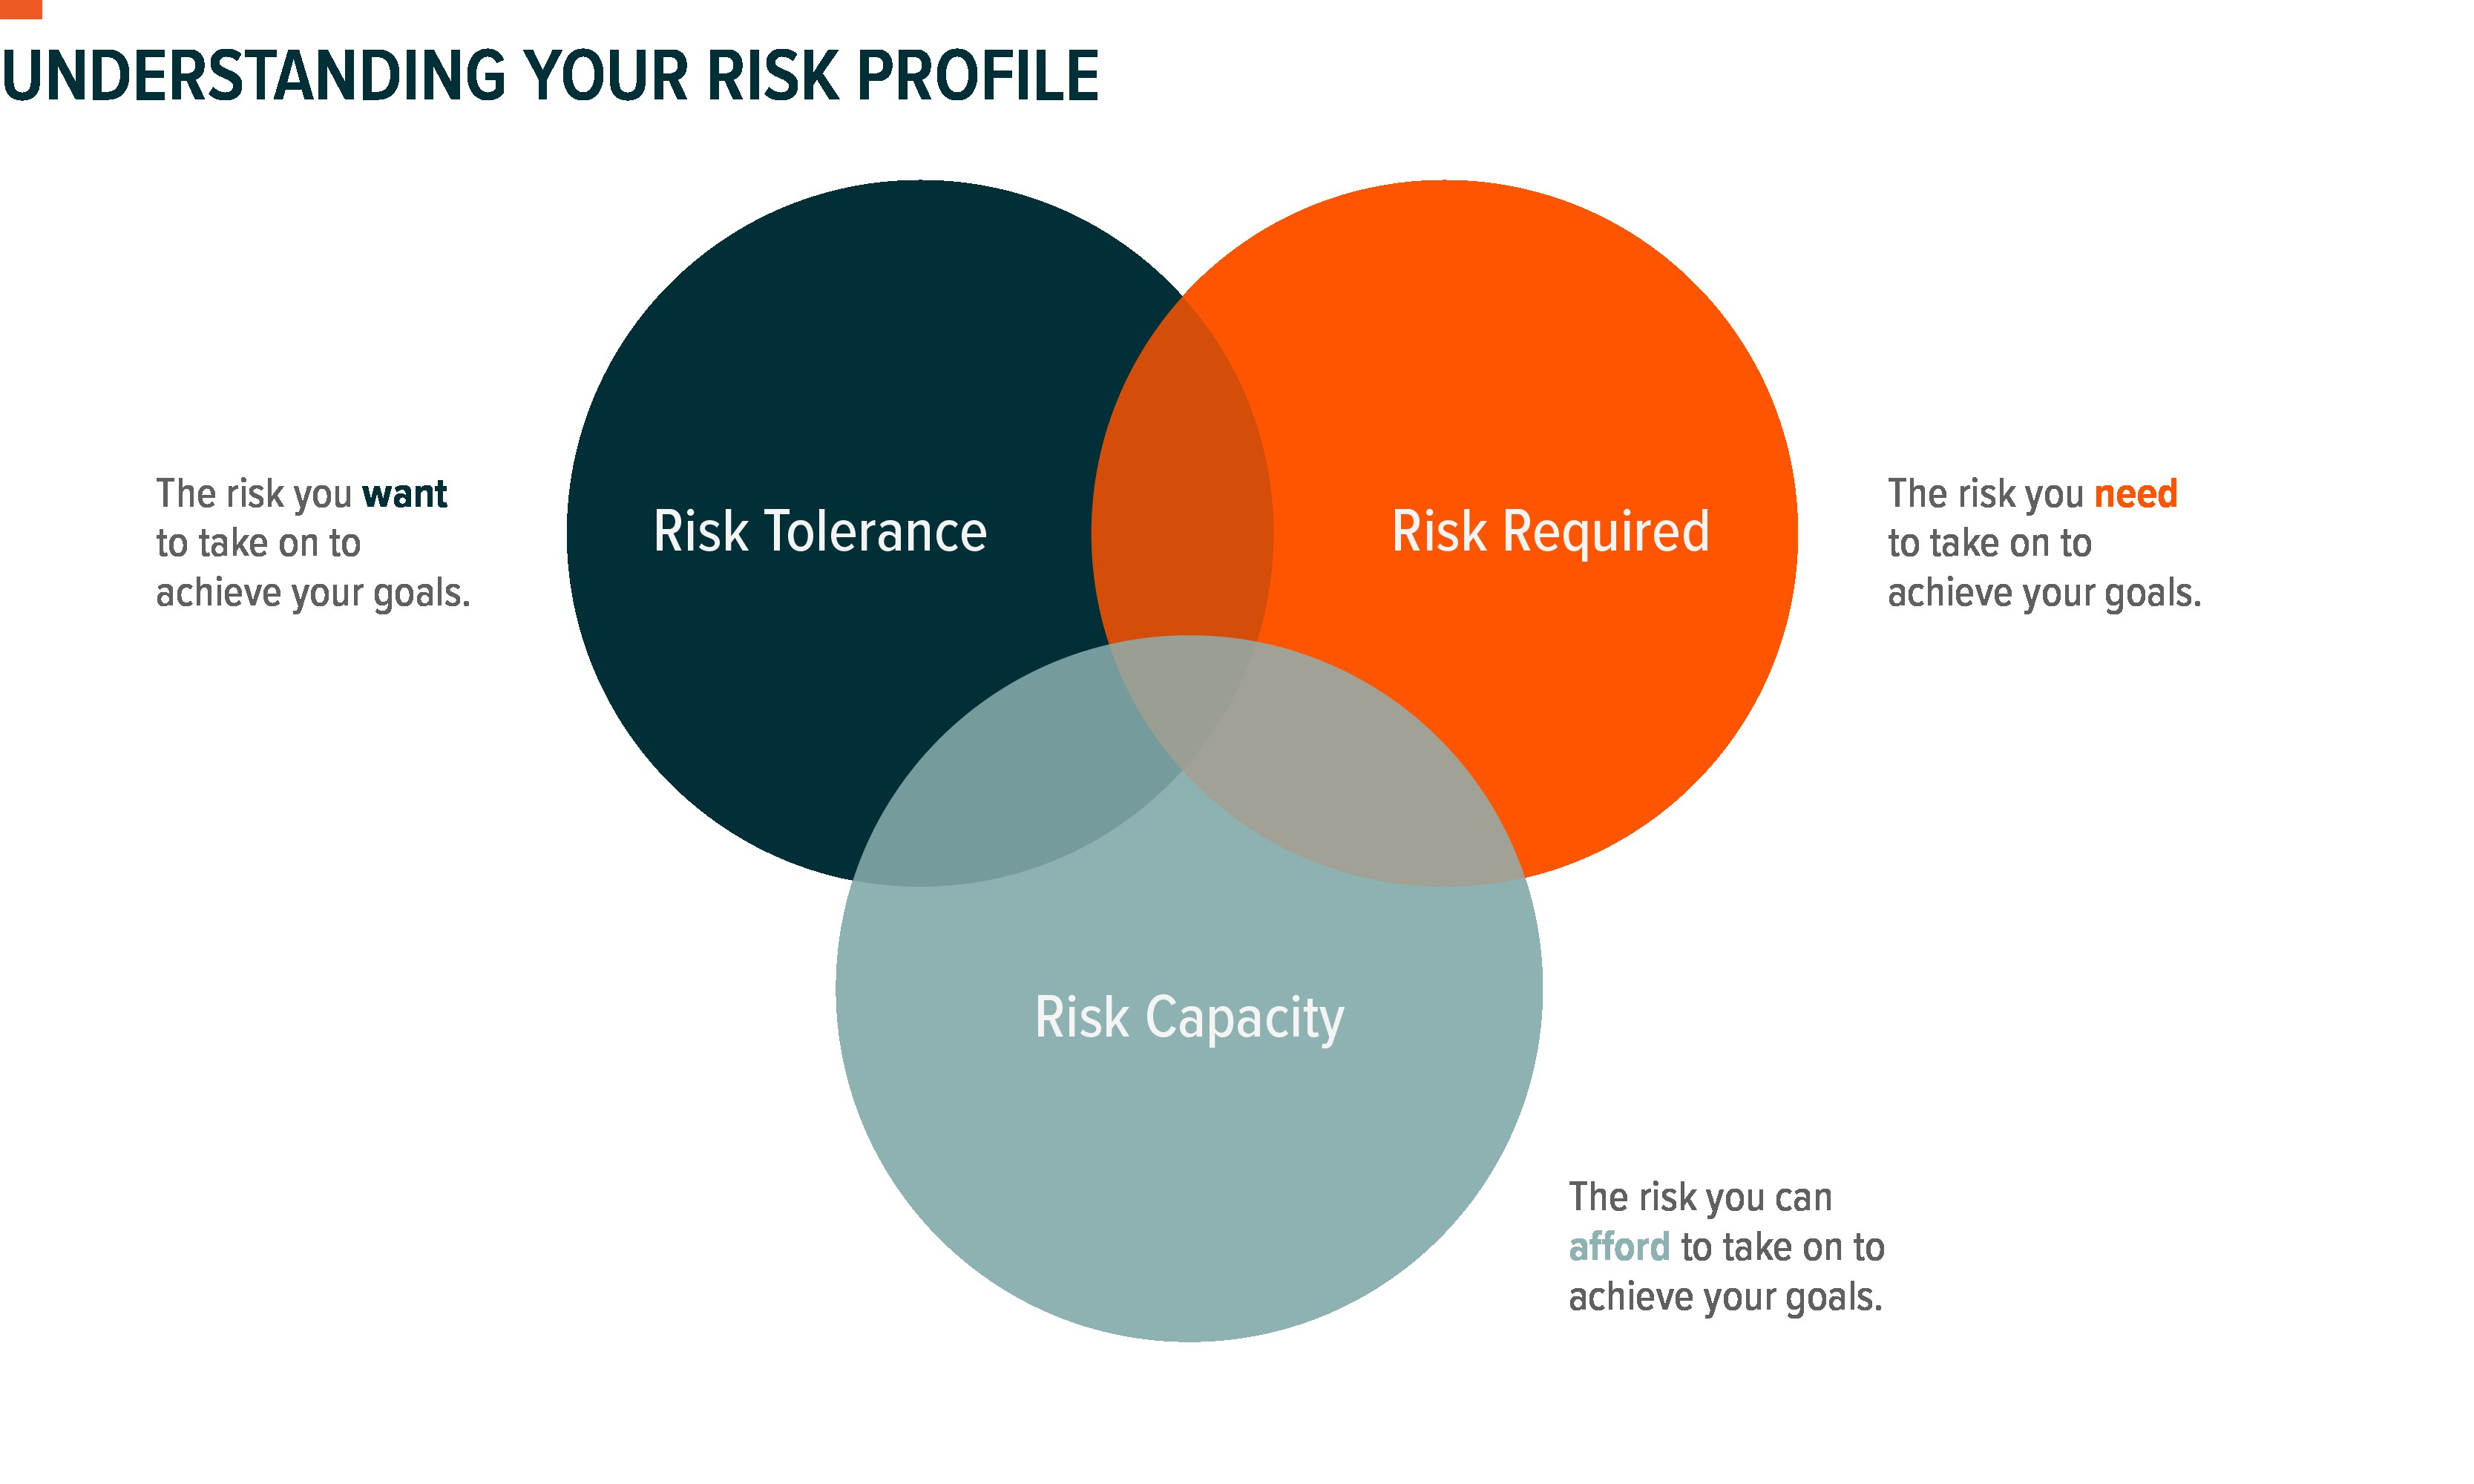 UNDERSTANDING YOUR RISK PROFILE
The risk you want
to take on to
achieve your goals.
Risk Tolerance
Risk Required
The risk you need
to take on to
achieve your goals.
Risk Capacity
The risk you can
afford to take on to
achieve your goals.